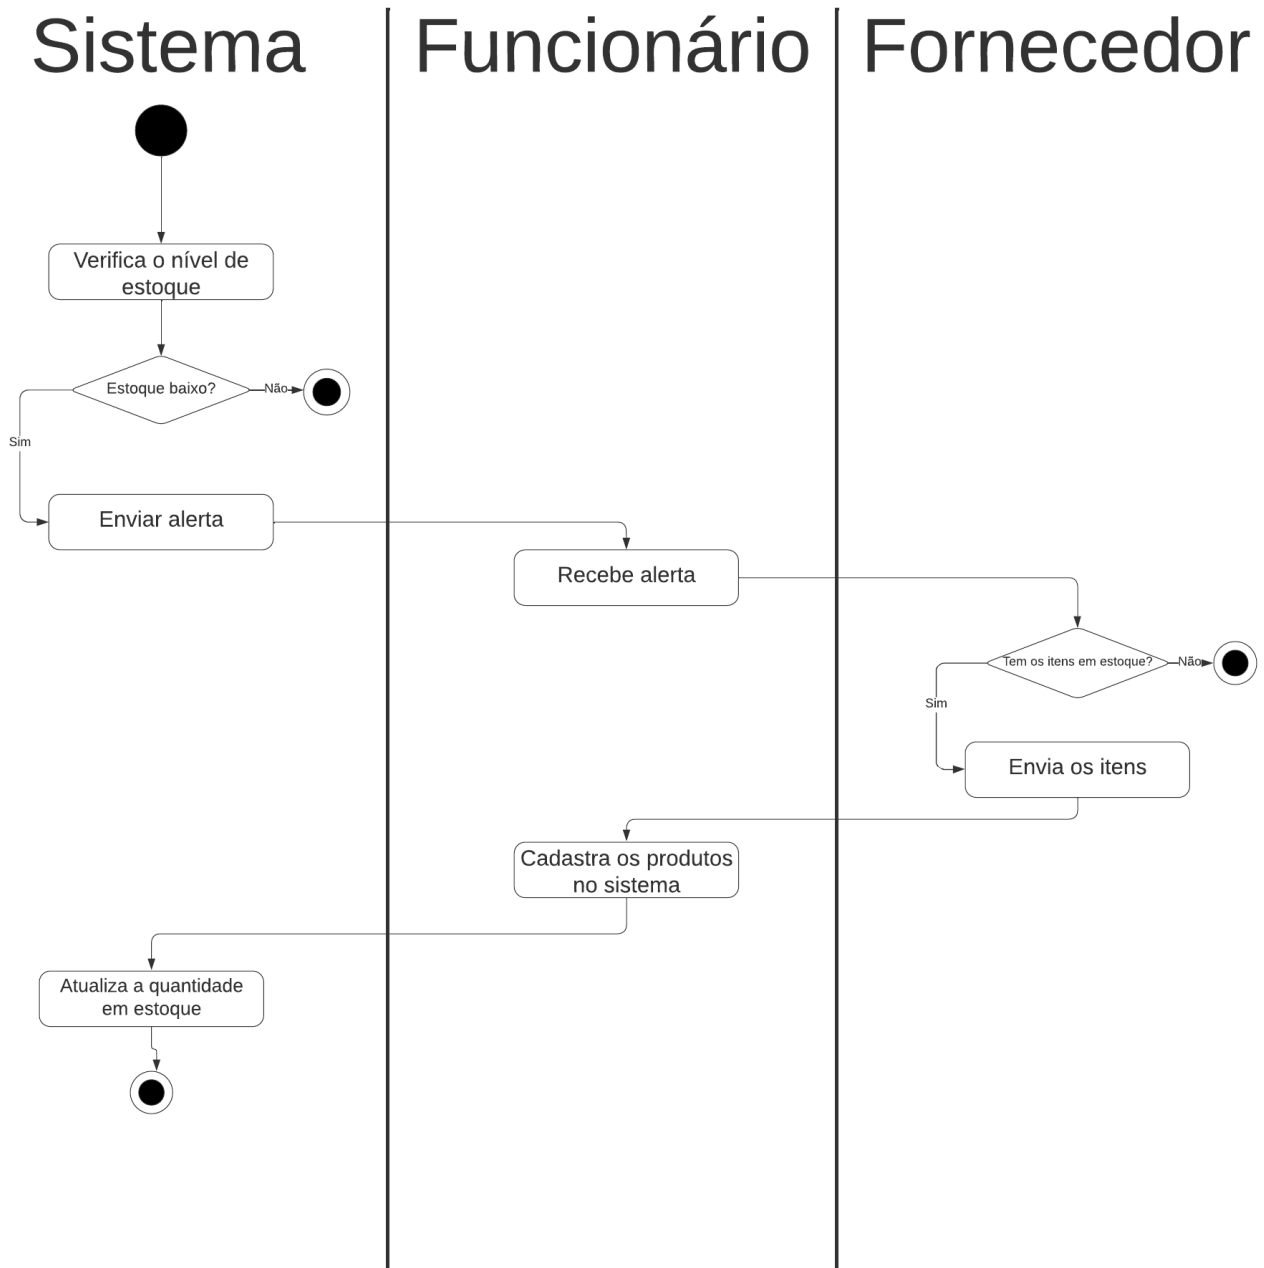 Sistema
Funcionário
Fornecedor
Verifica o nível de
estoque
Estoque baixo?
Não
Sim
Enviar alerta
Recebe alerta
Tem os itens em estoque?
Não
Sim
Envia os itens
Cadastra os produtos
no sistema
Atualiza a quantidade
em estoque